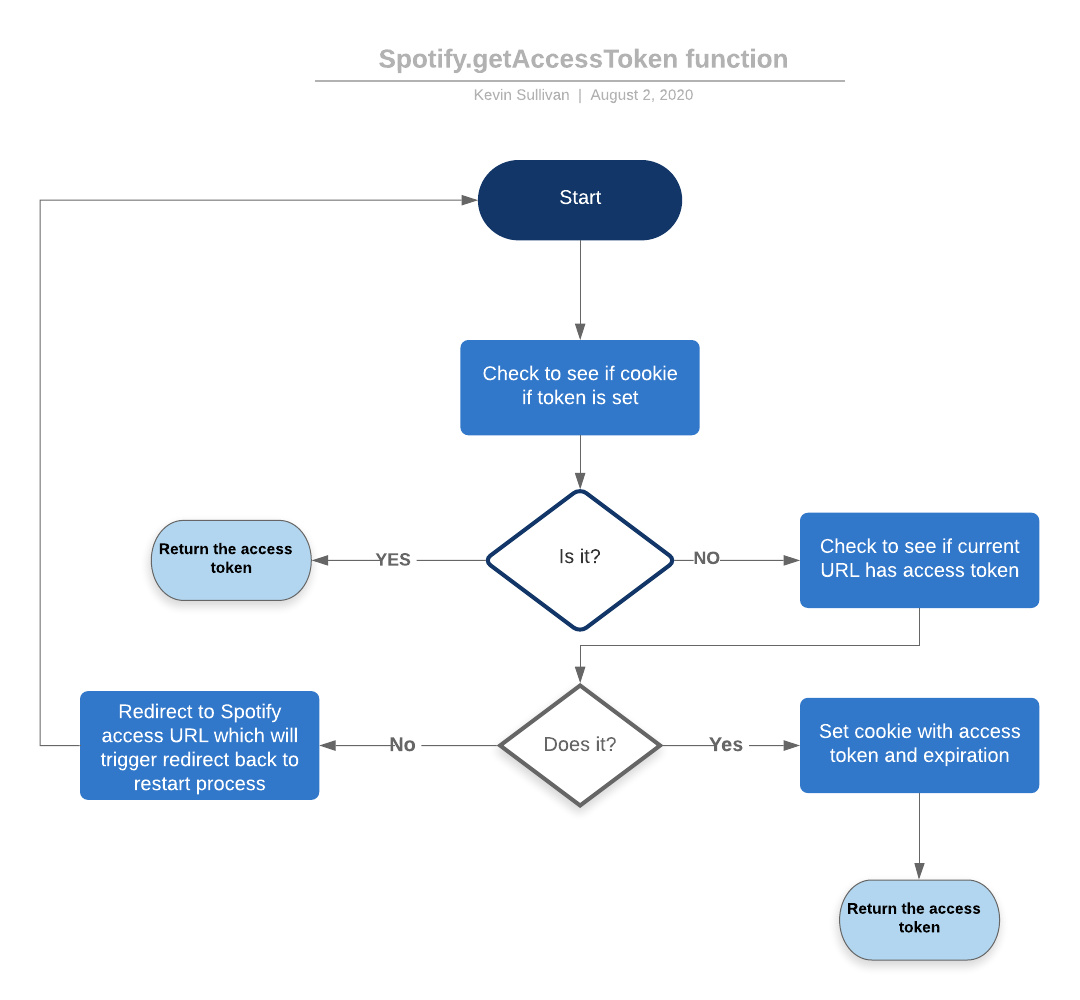 Spotify.getAccessToken function
Kevin Sullivan | August 2, 2020
Start
Check to see if cookie
if token is set
Is it?
YES
NO
Return the access
token
Check to see if current
URL has access token
Does it?
No
Yes
Redirect to Spotify
access URL which will
trigger redirect back to
restart process
Set cookie with access
token and expiration
Return the access
token